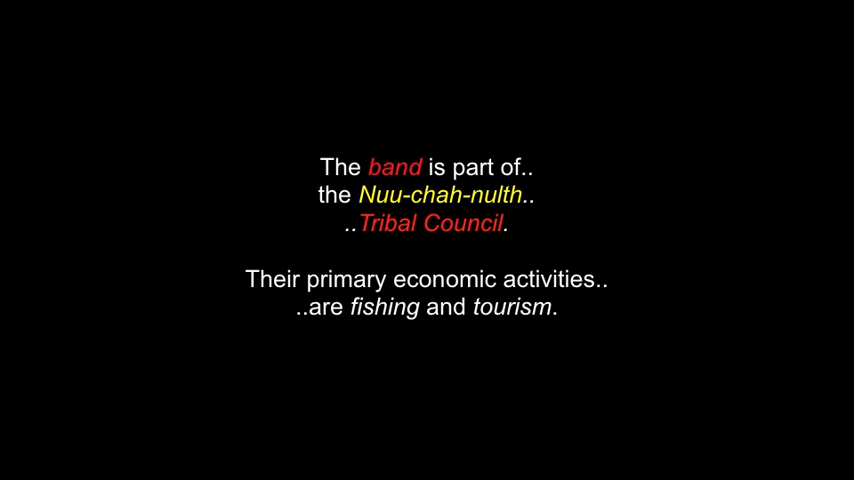 The band is part of..
the Nuu-chah-nulth..
..Tribal Council.
Their primary economic activities..
..are fishing and tourism.